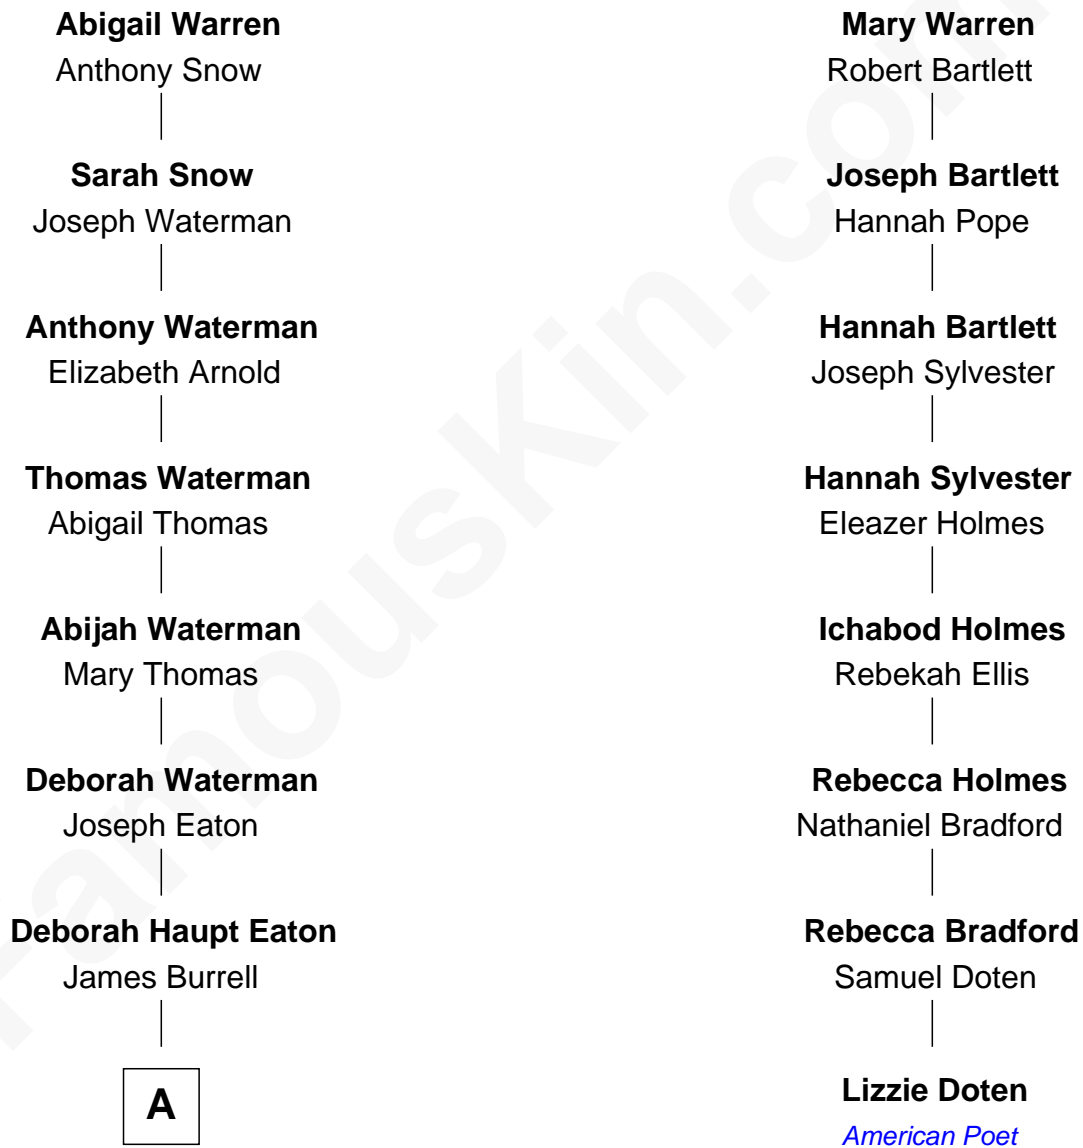 Abigail Warren
Anthony Snow
Sarah Snow
Joseph Waterman
Anthony Waterman
Elizabeth Arnold
Thomas Waterman
Abigail Thomas
Abijah Waterman
Mary Thomas
Deborah Waterman
Joseph Eaton
Deborah Haupt Eaton
James Burrell
A
Mary Warren
Robert Bartlett
Joseph Bartlett
Hannah Pope
Hannah Bartlett
Joseph Sylvester
Hannah Sylvester
Eleazer Holmes
Ichabod Holmes
Rebekah Ellis
Rebecca Holmes
Nathaniel Bradford
Rebecca Bradford
Samuel Doten
Lizzie Doten
American Poet
FamousKin.com